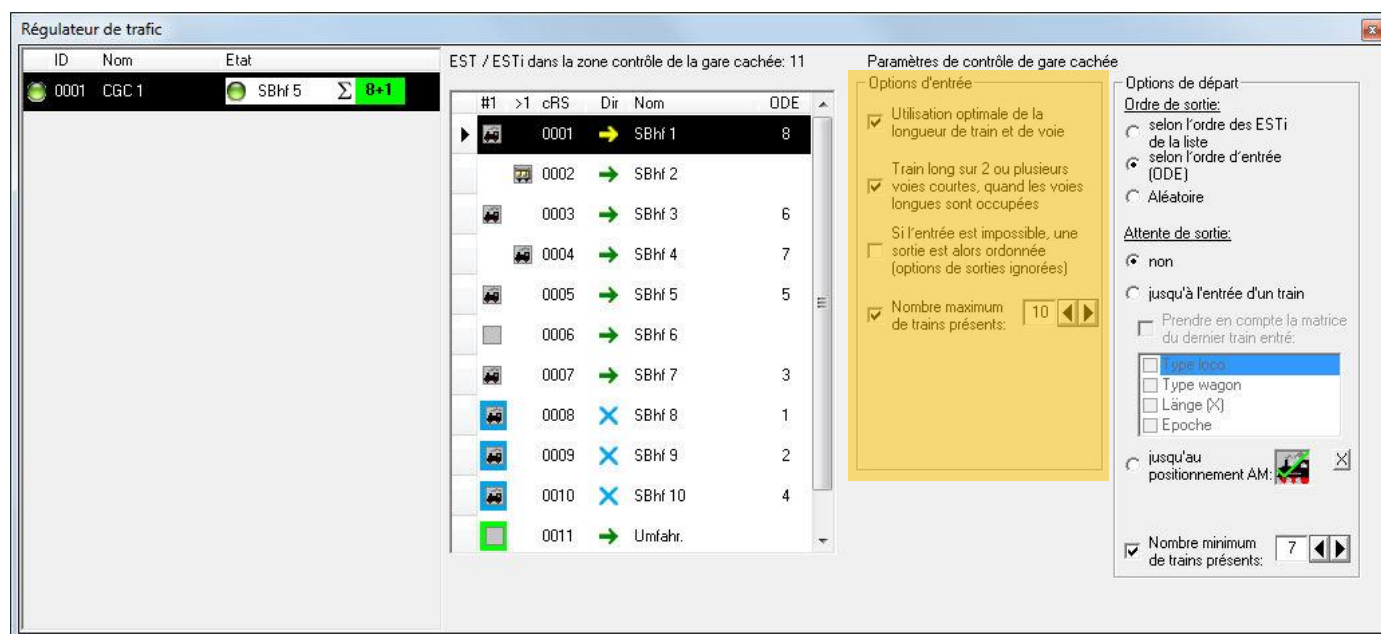 Régulateur de trafic
ID Nom Etat
0001 CGC 1 SBhf 5 Σ 8+1
EST / ESTi dans la zone contrôle de la gare cachée: 11
#1 >1 cRS Dir Nom ODE
0001 SBhf 1 8
0002 SBhf 2
0003 SBhf 3 6
0004 SBhf 4 7
0005 SBhf 5 5
0006 SBhf 6
0007 SBhf 7 3
0008 SBhf 8 1
0009 SBhf 9 2
0010 SBhf 10 4
0011 Umfahr.
Paramètres de contrôle de gare cachée
Options d'entrée
Utilisation optimale de la
longueur de train et de voie
Train long sur 2 ou plusieurs
voies courtes, quand les voies
longues sont occupées
Si l'entrée est impossible, une
sortie est alors ordonnée
(options de sorties ignorées)
Nombre maximum
de trains présents: 10
Options de départ
Ordre de sortie:
selon l'ordre des ESTi
de la liste
selon l'ordre d'entrée
(ODE)
Aléatoire
Attente de sortie:
non
jusqu'à l'entrée d'un train
Prendre en compte la matrice
du dernier train entré:
Type loco
Type wagon
Länge (X)
Epoche
jusqu'au
positionnement AM: X
Nombre minimum
de trains présents: 7